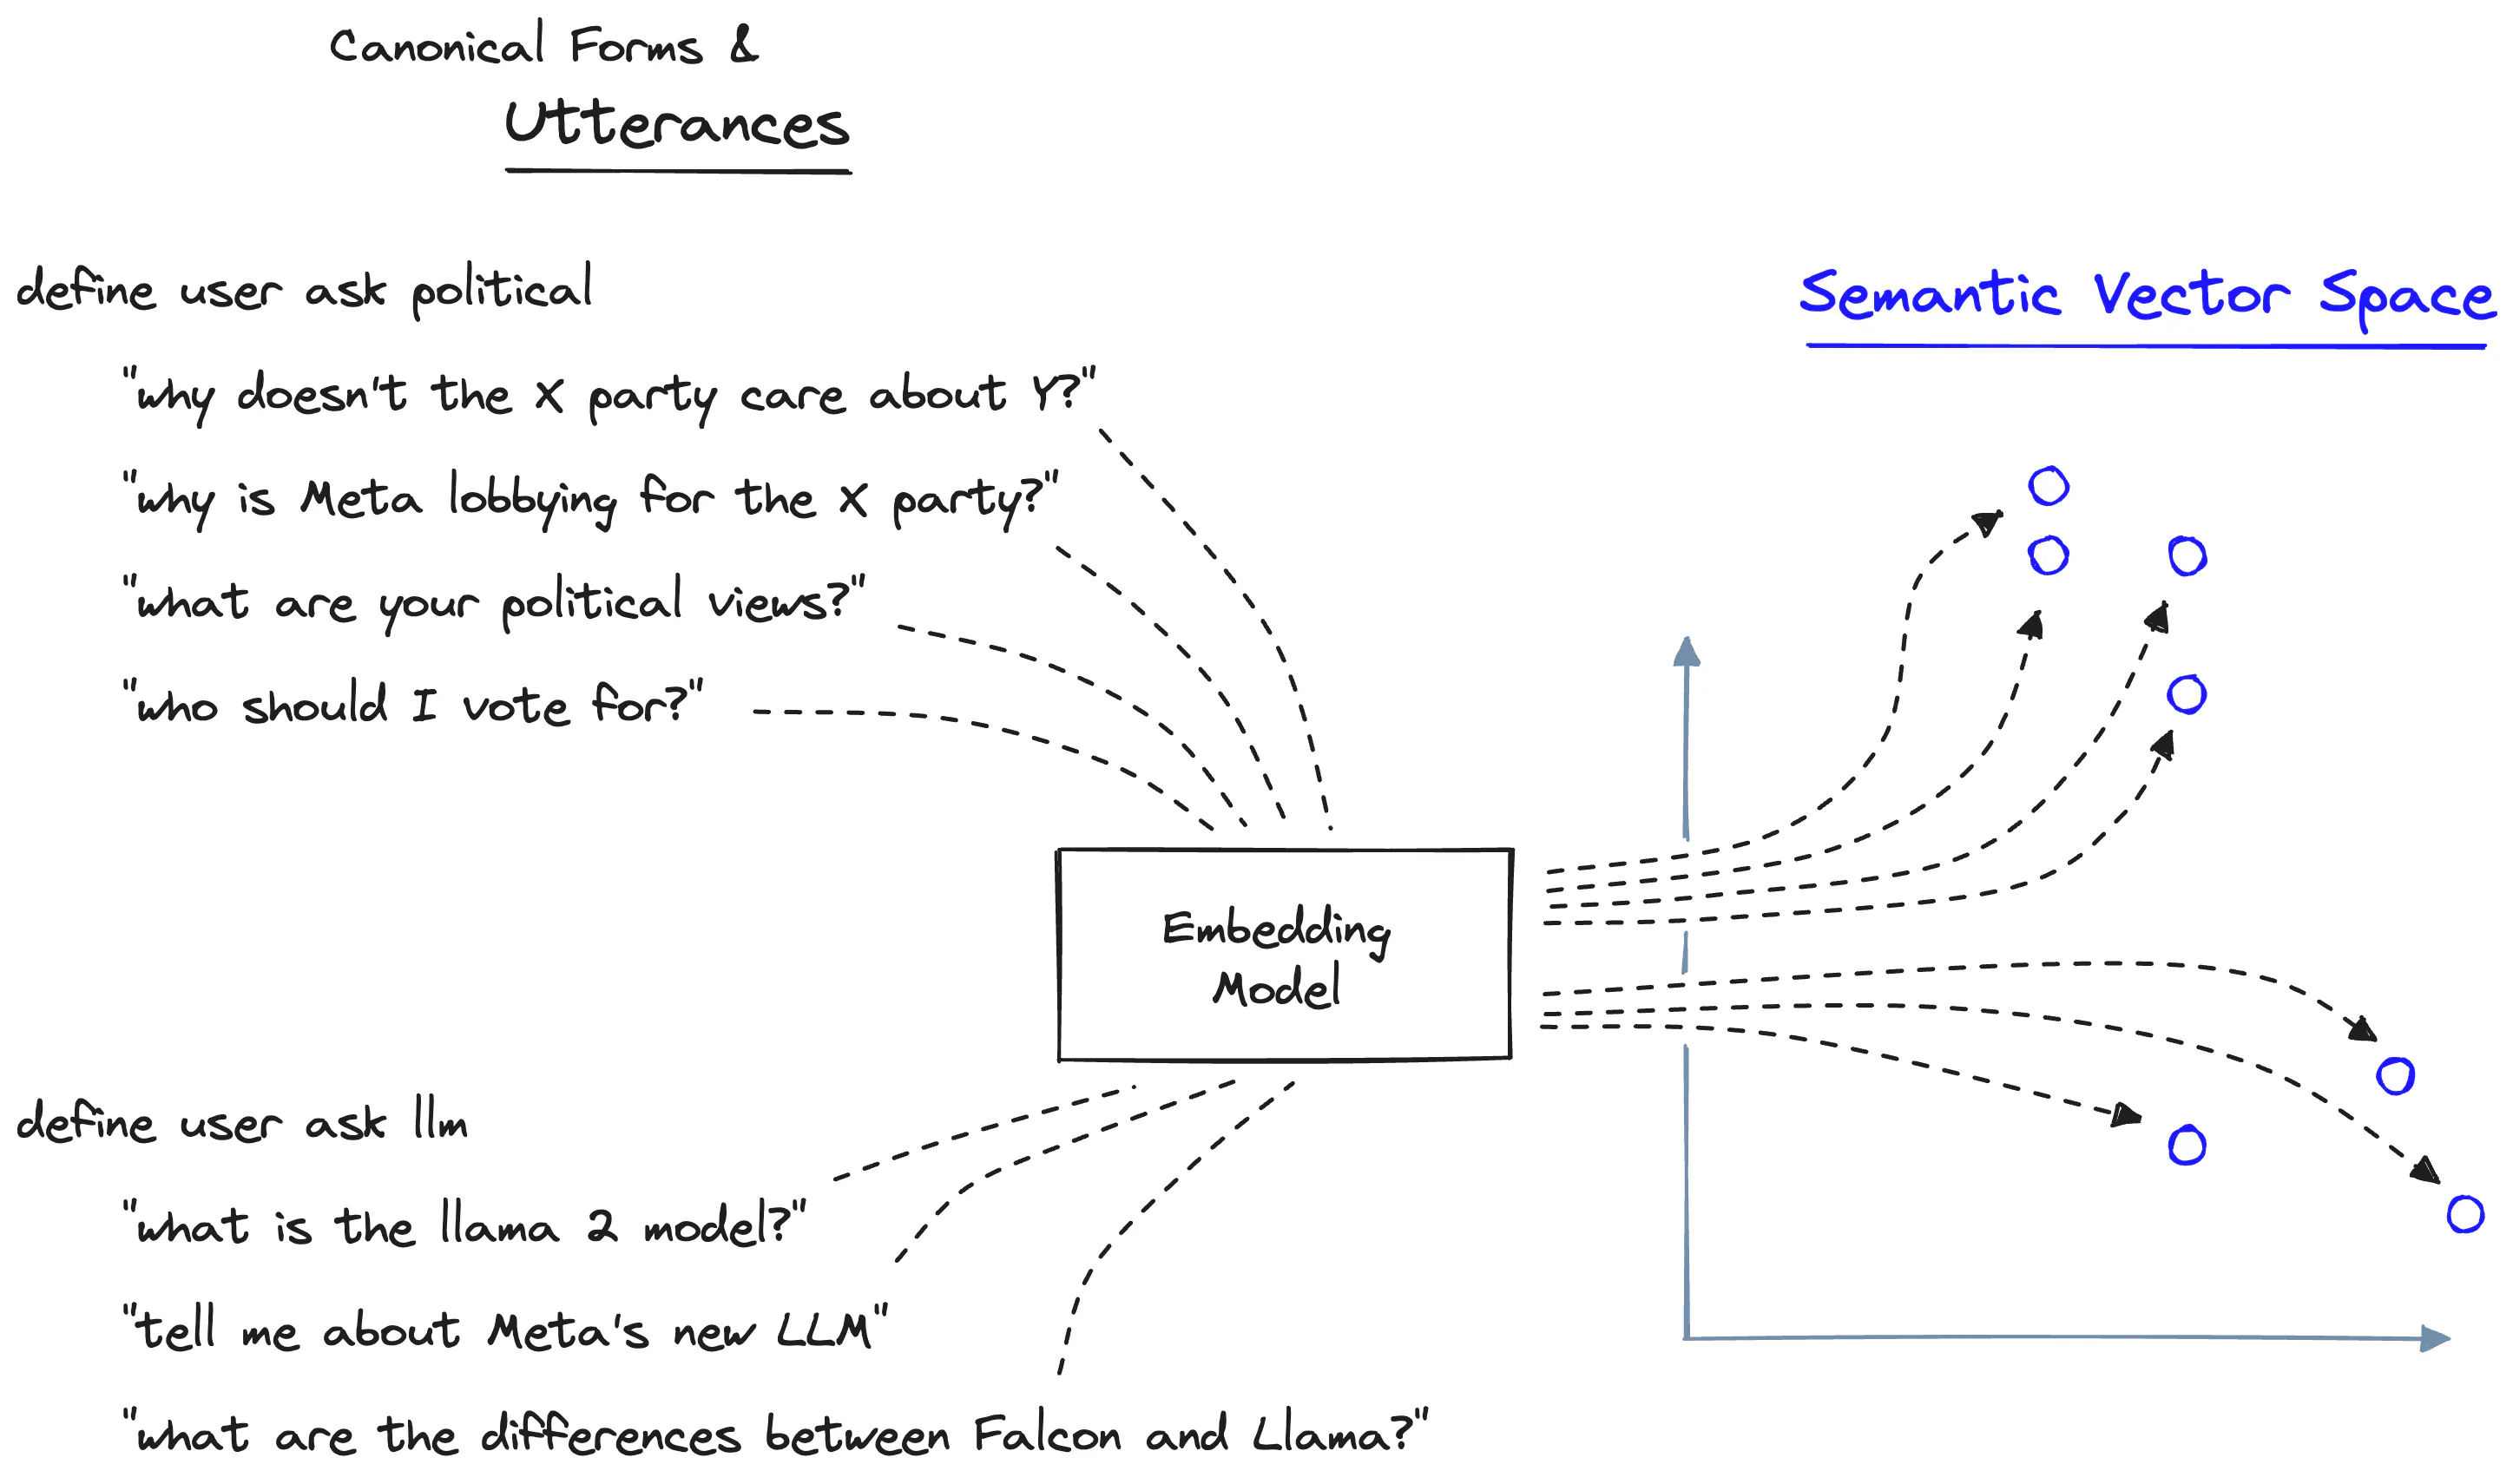 Canonical Forms &
Utterances
define user ask political
"why doesn't the X party care about Y?"
"why is Meta lobbying for the X party?"
"what are your political views?"
"who should I vote for?"
Semantic Vector Space
Embedding
Model
define user ask llm
"what is the llama 2 model?"
"tell me about Meta's new LLM"
"what are the differences between Falcon and Llama?"